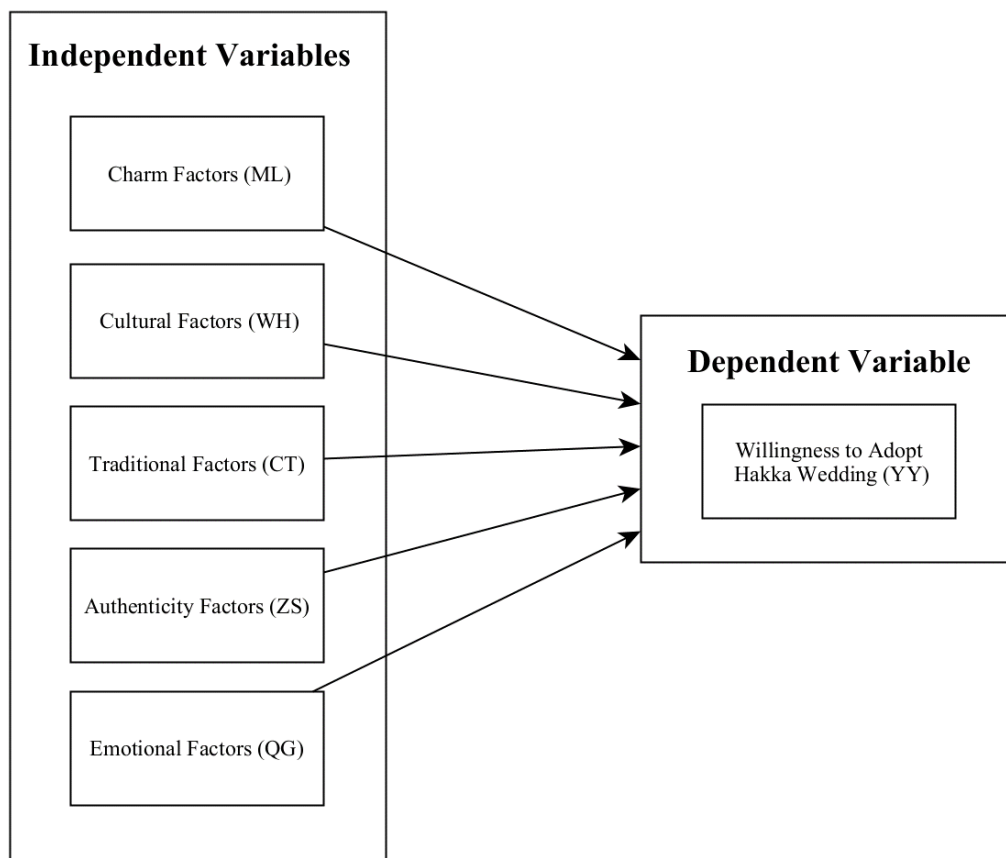 Independent Variables
Charm Factors (ML)
Cultural Factors (WH)
Traditional Factors (CT)
Authenticity Factors (ZS)
Emotional Factors (QG)
Dependent Variable
Willingness to Adopt
Hakka Wedding (YY)